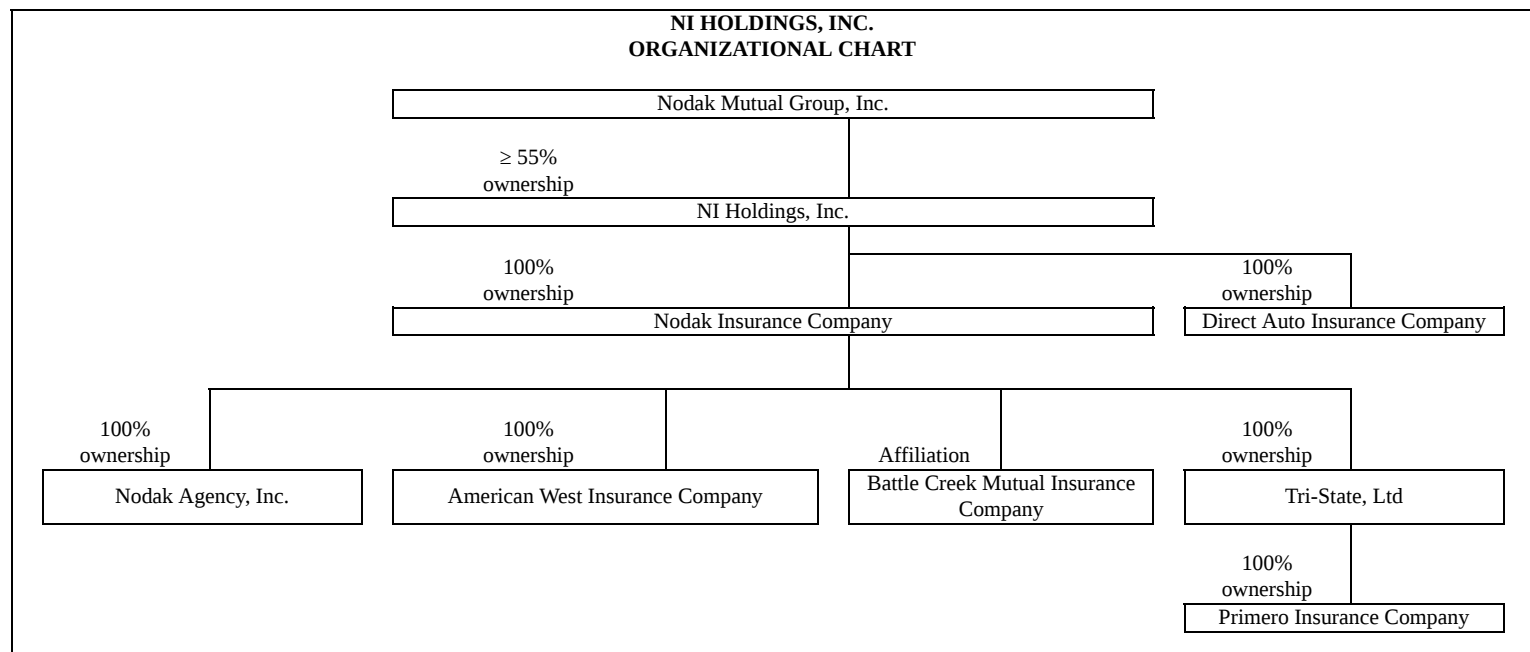 NI HOLDINGS, INC.
ORGANIZATIONAL CHART
Nodak Mutual Group, Inc.
≥ 55%
ownership
NI Holdings, Inc.
100%
ownership
100%
ownership
Nodak Insurance Company
Direct Auto Insurance Company
100%
ownership
100%
ownership
Affiliation
100%
ownership
Nodak Agency, Inc.
American West Insurance Company
Battle Creek Mutual Insurance
Company
Tri-State, Ltd
100%
ownership
Primero Insurance Company